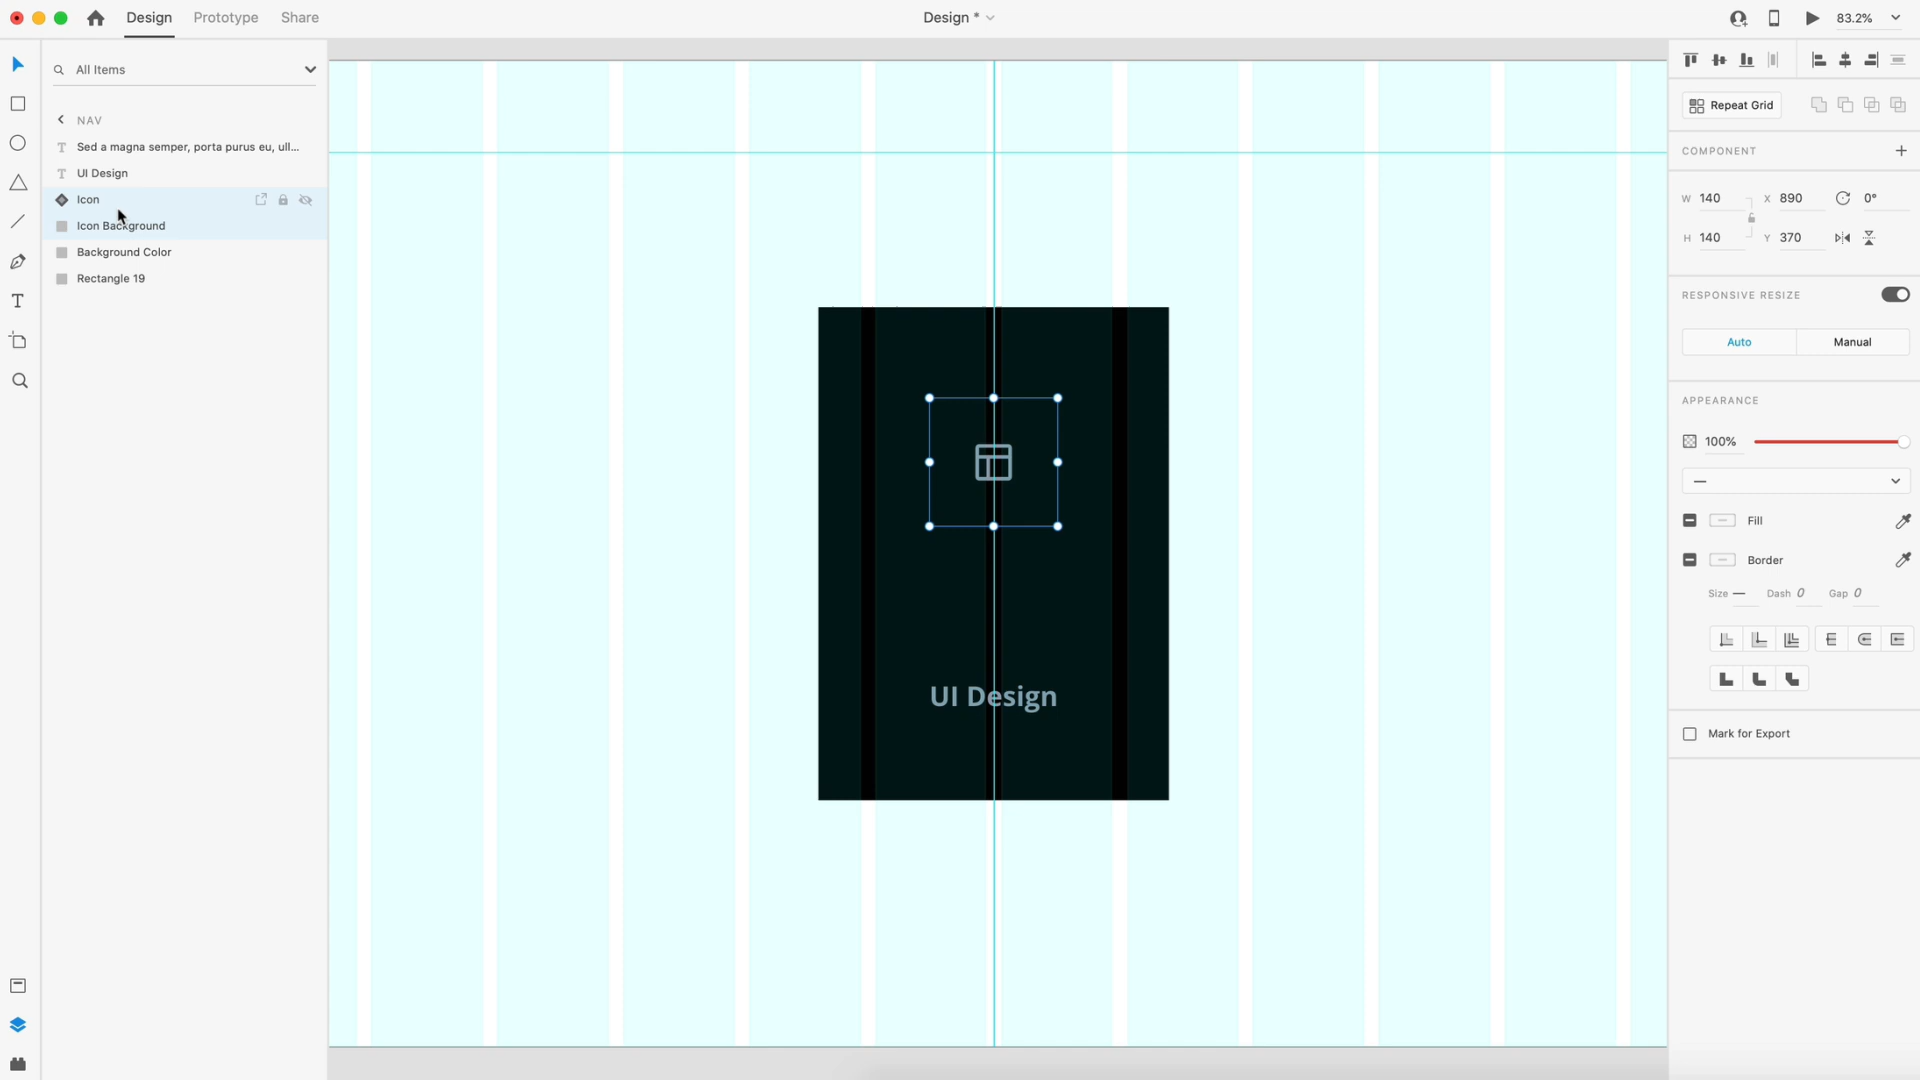 Design
Prototype
Share
Design *
83.2%
All Items
NAV
Sed a magna semper, porta purus eu, ull...
UI Design
Icon
Icon Background
Background Color
Rectangle 19
UI Design
Repeat Grid
COMPONENT
W 140 X 890 0°
H 140 Y 370
RESPONSIVE RESIZE
Auto Manual
APPEARANCE
100%
Fill
Border
Size — Dash 0 Gap 0
Mark for Export